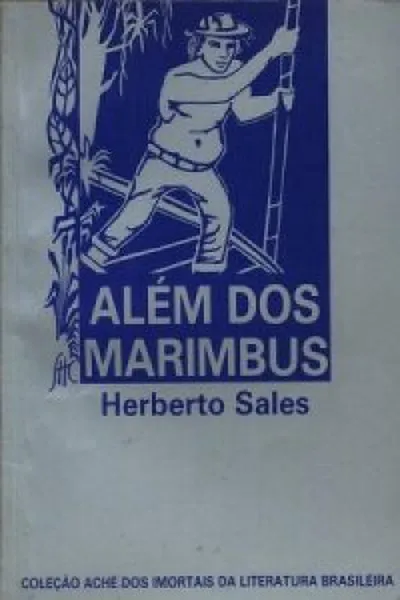 ALÉM DOS
MARIMBUS
Herberto Sales
COLEÇÃO ACHÉ DOS IMORTAIS DA LITERATURA BRASILEIRA